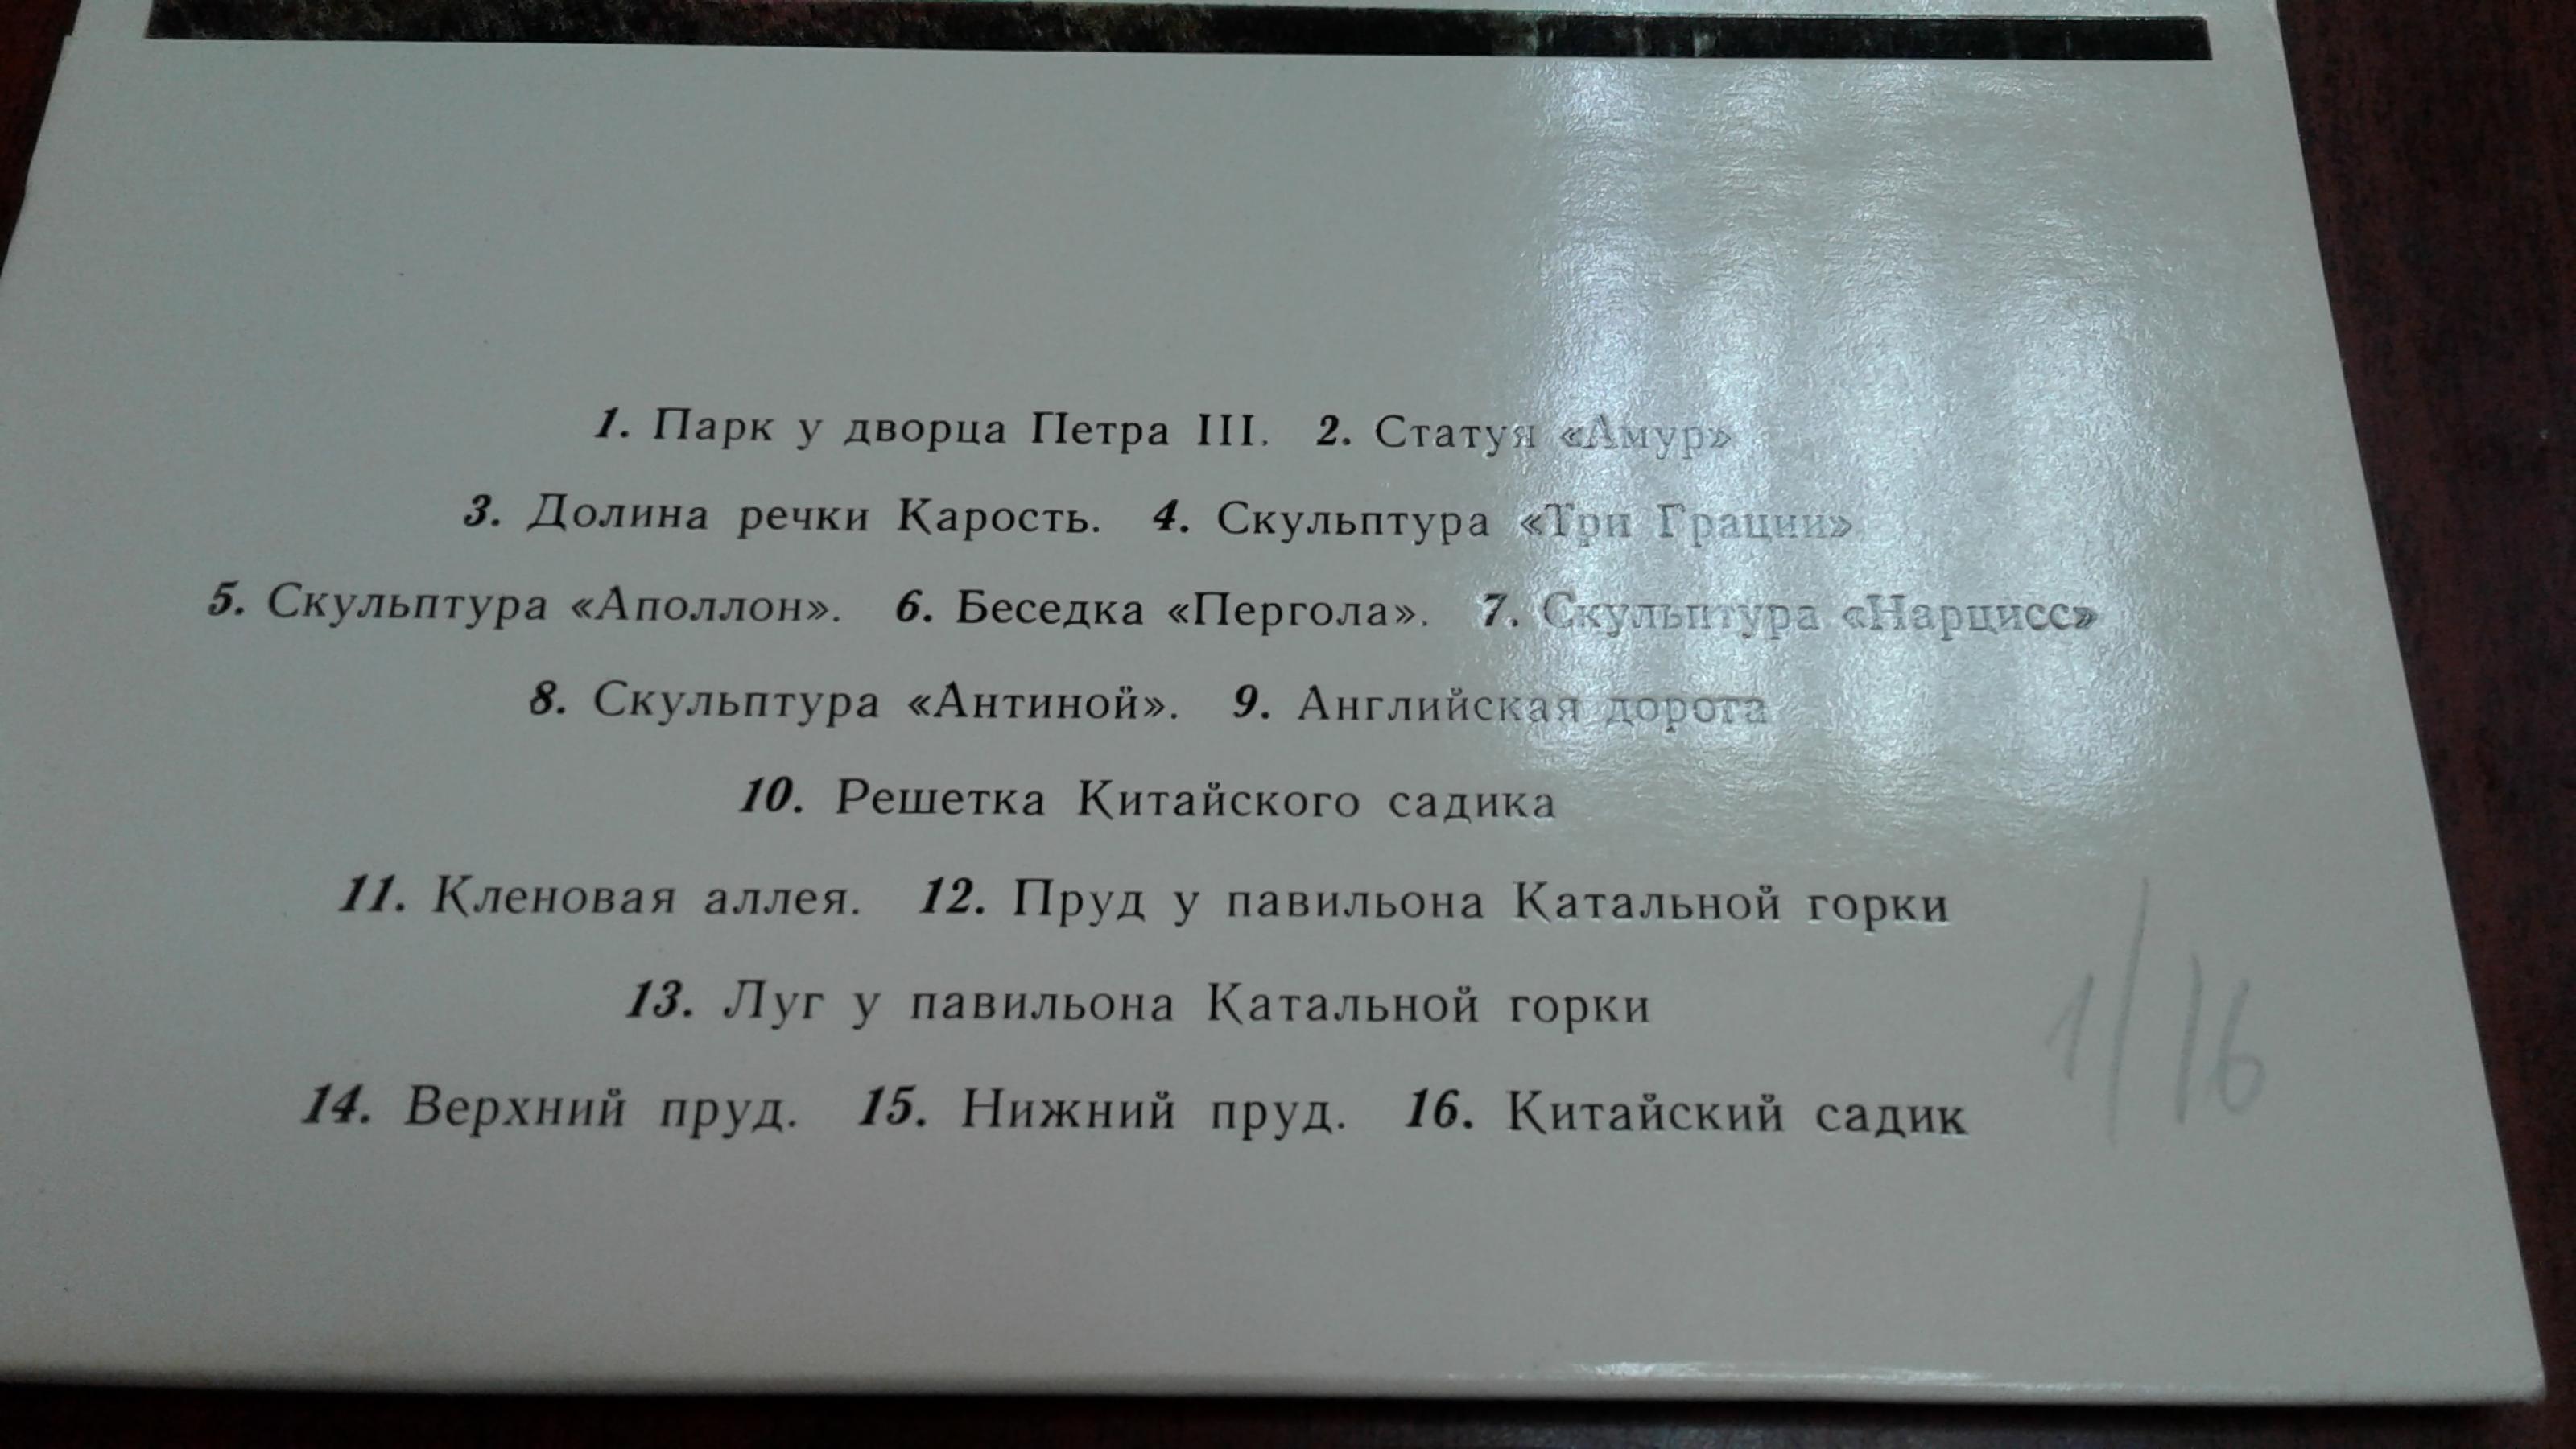 1. Парк у дворца Петра III. 2. Статуя «Амур»
3. Долина речки Карость. 4. Скульптура «Три Грации»
5. Скульптура «Аполлон». 6. Беседка «Пергола». 7. Скульптура «Нарцисс»
8. Скульптура «Антиной». 9. Английская дорога
10. Решетка Китайского садика
11. Кленовая аллея. 12. Пруд у павильона Катальной горки
13. Луг у павильона Катальной горки
14. Верхний пруд. 15. Нижний пруд. 16. Китайский садик
1/16